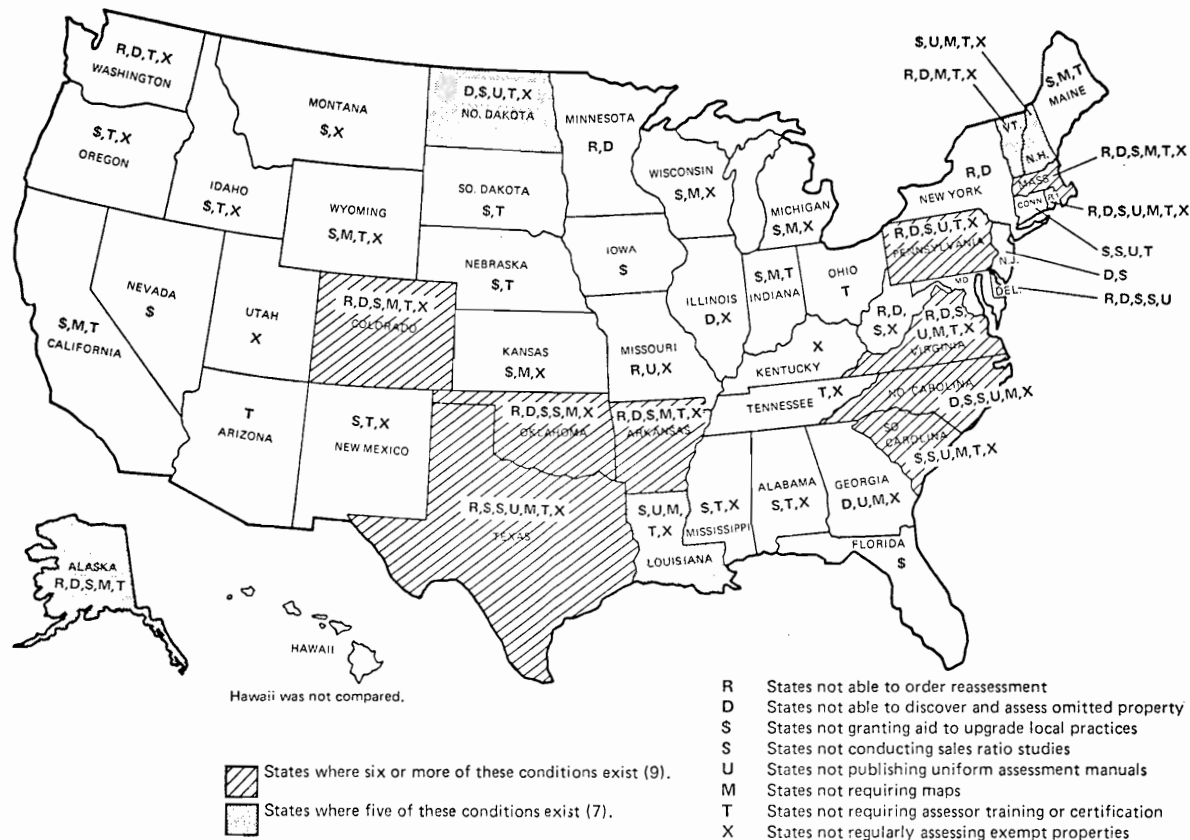 R,D,T,X
WASHINGTON
MONTANA
$,X
D,$,U,T,X
NO. DAKOTA
MINNESOTA
R,D
$,U,M,T,X
R,D,M,T,X
$,M,T
MAINE
$,T,X
OREGON
IDAHO
$,T,X
WYOMING
$,M,T,X
SO. DAKOTA
$,T
WISCONSIN
$,M,X
MICHIGAN
$,M,X
R,D
NEW YORK
VT.
N.H.
MASS
R,D,$,M,T,X
CONN
R.I.
R,D,$,U,M,T,X
$,S,U,T
NEVADA
$
UTAH
X
R,D,$,M,T,X
COLORADO
NEBRASKA
$,T
IOWA
$
ILLINOIS
D,X
$,M,T
INDIANA
OHIO
T
R,D,$,U,T,X
PENNSYLVANIA
N.J.
D,$
MD
DEL.
R,D,$,S,U
$,M,T
CALIFORNIA
KANSAS
$,M,X
MISSOURI
R,U,X
X
KENTUCKY
R,D,
$,X
R,D,$,
U,M,T,X
VIRGINIA
T
ARIZONA
$,T,X
NEW MEXICO
R,D,$,S,M,X
OKLAHOMA
R,D,$,M,T,X
ARKANSAS
TENNESSEE T,X
NO CAROLINA
D,$,S,U,M,X
SO
CAROLINA
$,S,U,M,T,X
R,$,S,U,M,T,X
TEXAS
$,U,M,
T,X
LOUISIANA
$,T,X
MISSISSIPPI
ALABAMA
$,T,X
GEORGIA
D,U,M,X
FLORIDA
$
ALASKA
R,D,$,M,T
HAWAII
Hawaii was not compared.
States where six or more of these conditions exist (9).
States where five of these conditions exist (7).
R States not able to order reassessment
D States not able to discover and assess omitted property
$ States not granting aid to upgrade local practices
S States not conducting sales ratio studies
U States not publishing uniform assessment manuals
M States not requiring maps
T States not requiring assessor training or certification
X States not regularly assessing exempt properties